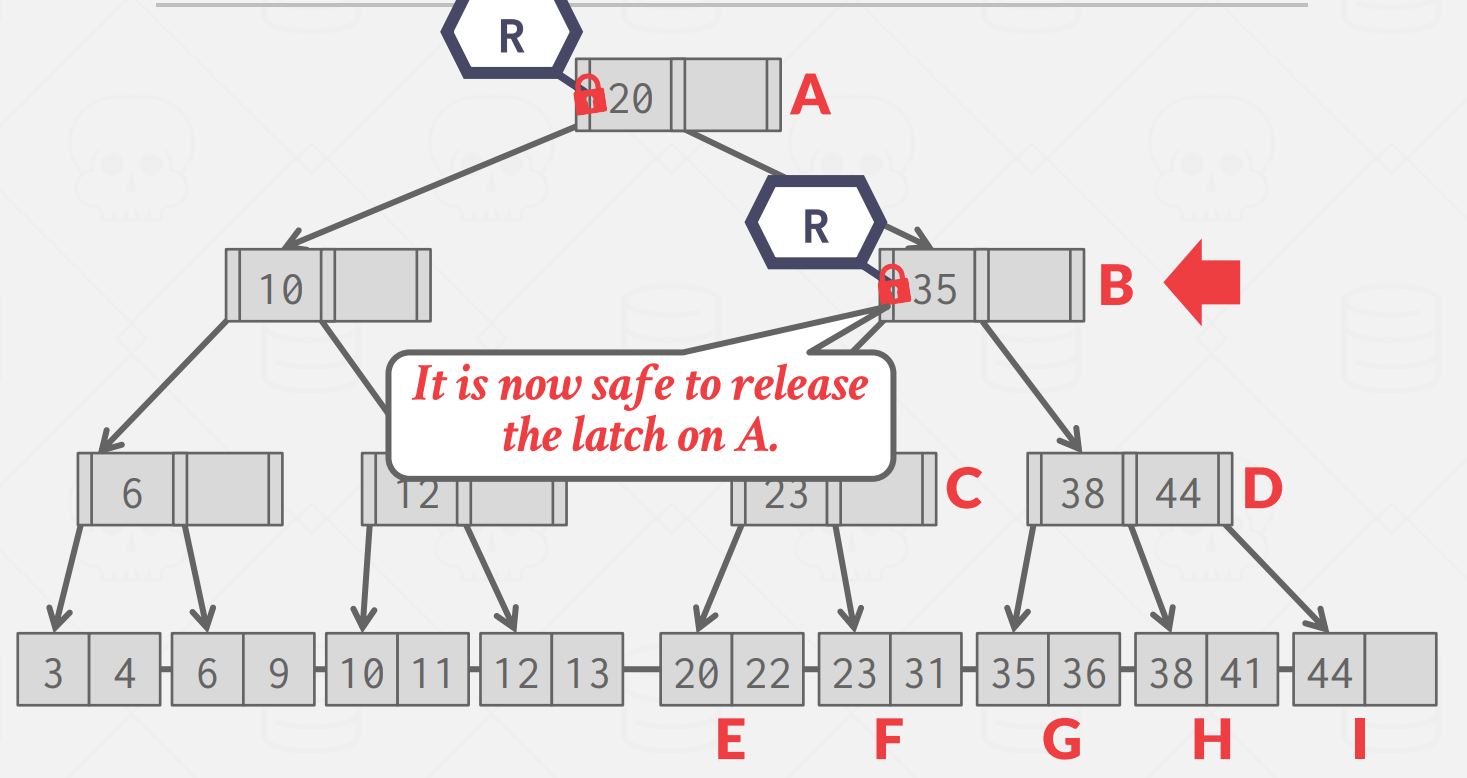 R
20 A
R
10 35 B
It is now safe to release
the latch on A.
6 12 23 C 38 44 D
3 4 6 9 10 11 12 13 20 22 23 31 35 36 38 41 44
E F G H I